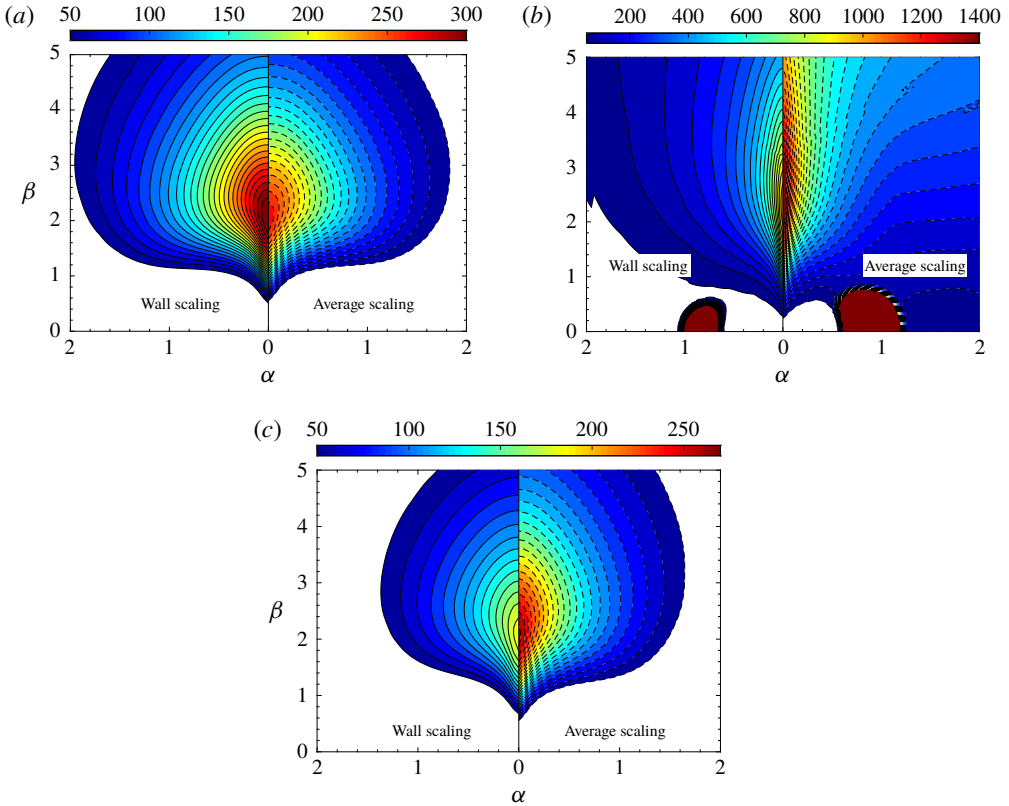 (a)
50 100 150 200 250 300
5
4
3
β
2
1
0
Wall scaling
Average scaling
2 1 0 1 2
α
(b)
200 400 600 800 1000 1200 1400
5
4
3
2
1
0
Wall scaling
Average scaling
2 1 0 1 2
α
(c)
50 100 150 200 250
5
4
3
β
2
1
0
Wall scaling
Average scaling
2 1 0 1 2
α